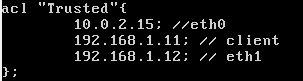 acl "Trusted"{
10.0.2.15; //eth0
192.168.1.11; // client
192.168.1.12; // eth1
};